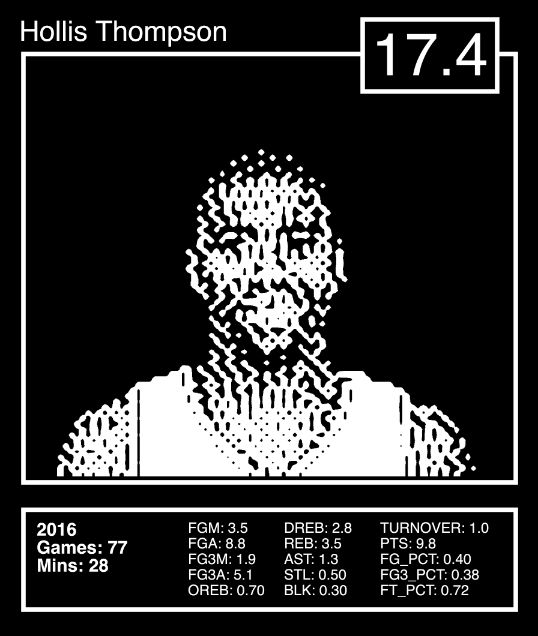 Hollis Thompson
17.4
2016
Games: 77
Mins: 28
FGM: 3.5
FGA: 8.8
FG3M: 1.9
FG3A: 5.1
OREB: 0.70
DREB: 2.8
REB: 3.5
AST: 1.3
STL: 0.50
BLK: 0.30
TURNOVER: 1.0
PTS: 9.8
FG_PCT: 0.40
FG3_PCT: 0.38
FT_PCT: 0.72